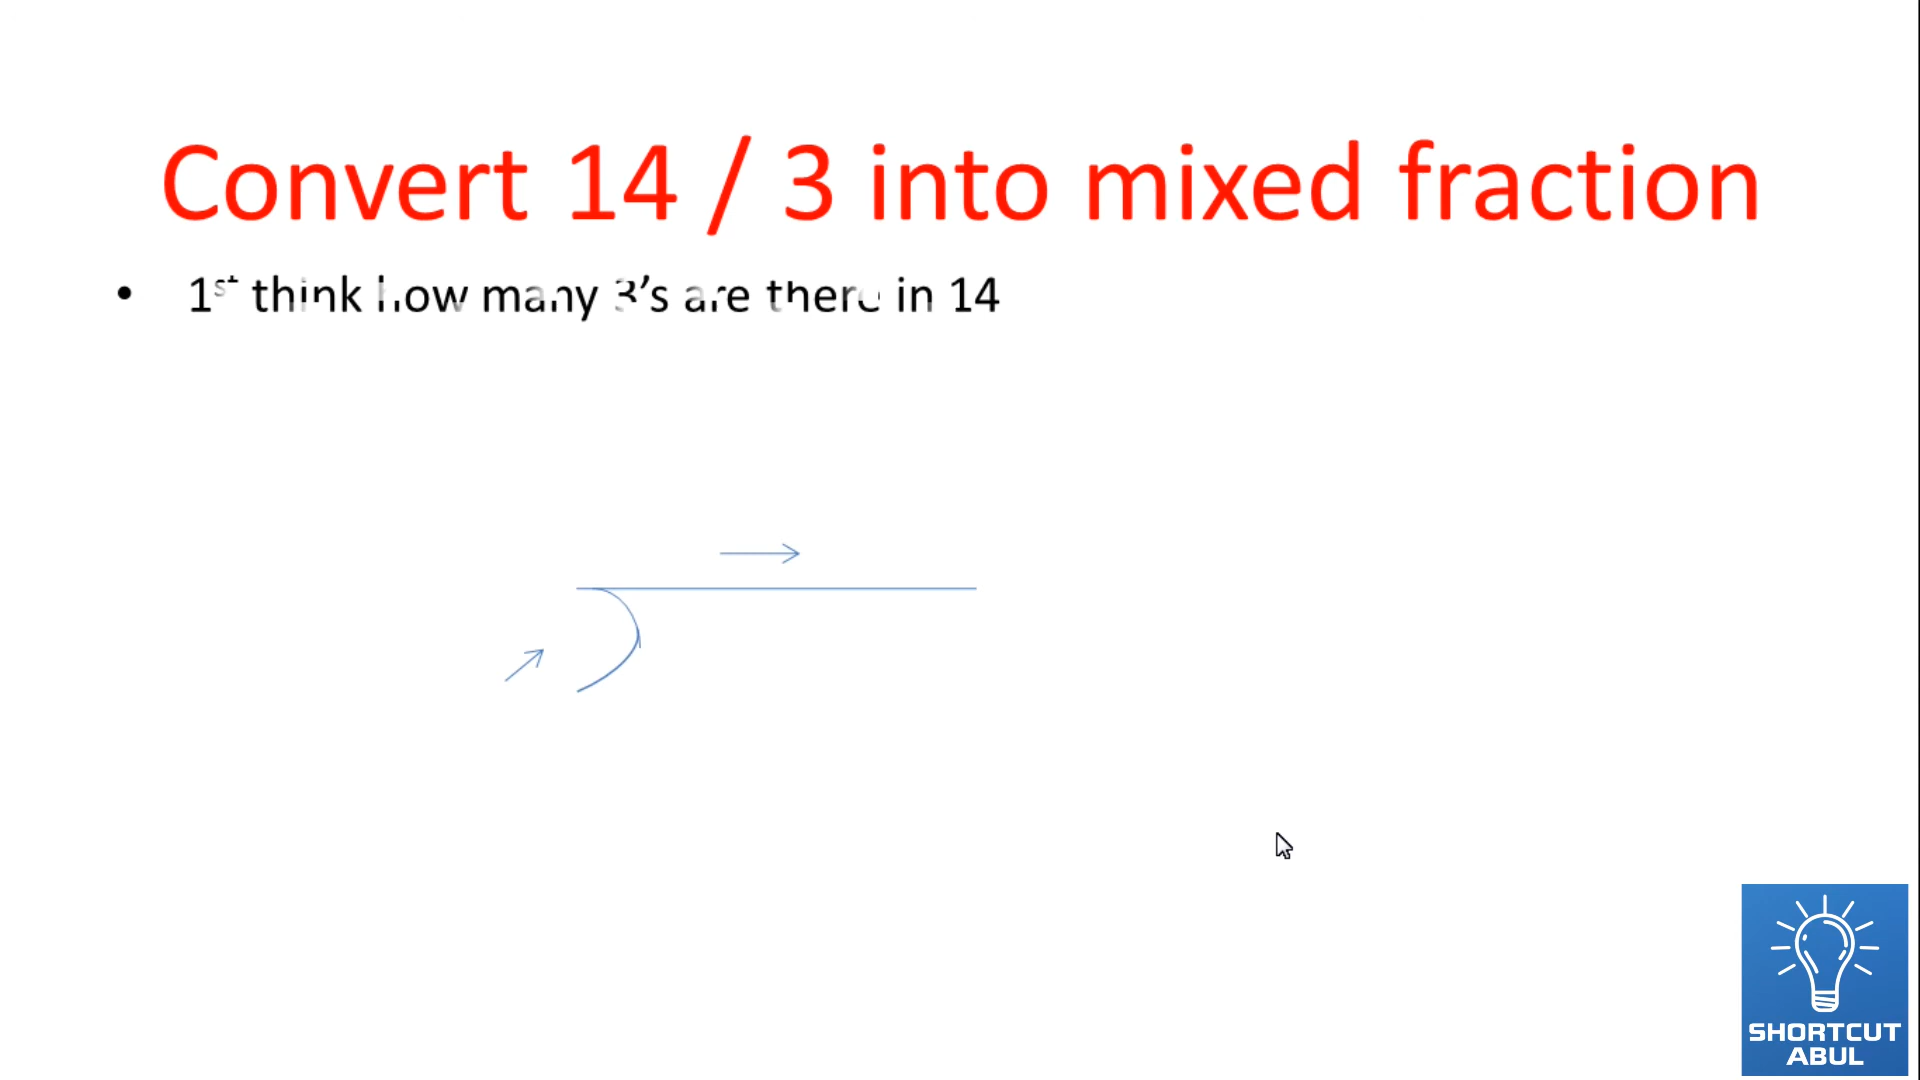 Convert 14 / 3 into mixed fraction
• 1st think how many 3’s are there in 14
SHORTCUT
ABUL